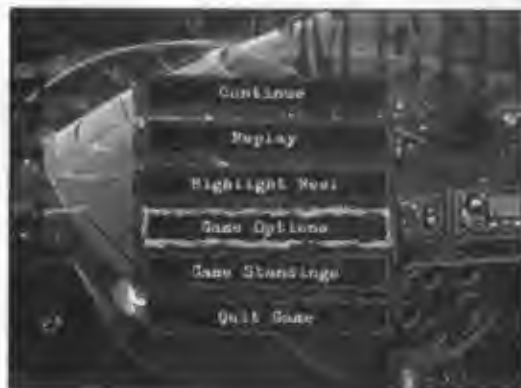 Continue
Replay
Highlight Reel
Game Options
Game Standings
Quit Game